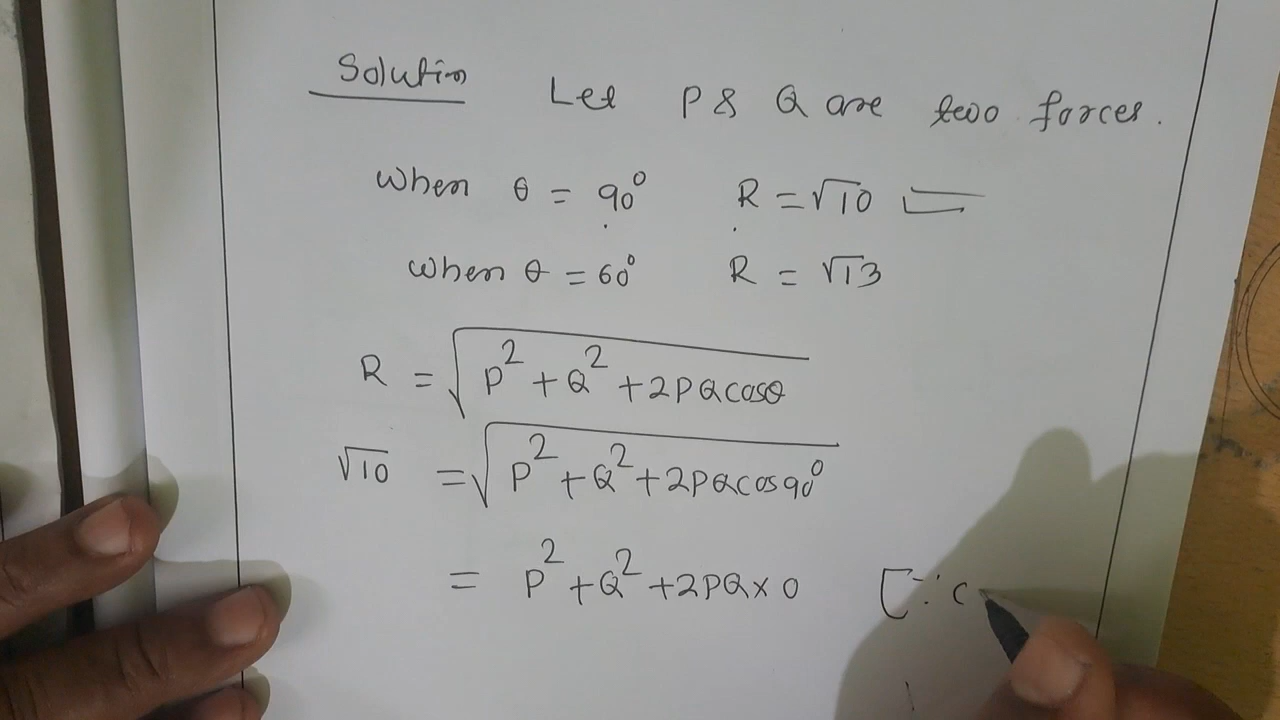 Solution Let P & Q are two forces.
When θ = 90° R = √10
When θ = 60° R = √13
R = √P² + Q² + 2PQcosθ
√10 = √P² + Q² + 2PQcos90°
= P² + Q² + 2PQ × 0 [∵ c